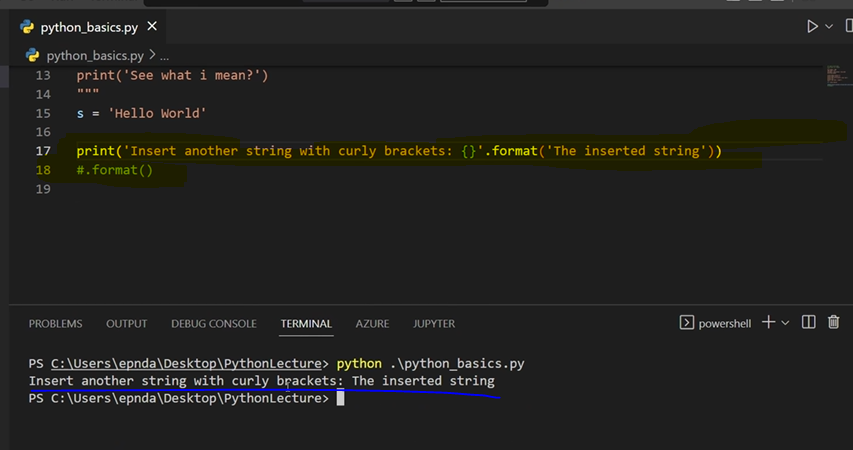 python_basics.py
python_basics.py > ...
13 print('See what i mean?')
14 """
15 s = 'Hello World'
16
17 print('Insert another string with curly brackets: {}'.format('The inserted string'))
18 #.format()
19
PROBLEMS OUTPUT DEBUG CONSOLE TERMINAL AZURE JUPYTER powershell
PS C:\Users\epnda\Desktop\PythonLecture> python .\python_basics.py
Insert another string with curly brackets: The inserted string
PS C:\Users\epnda\Desktop\PythonLecture>